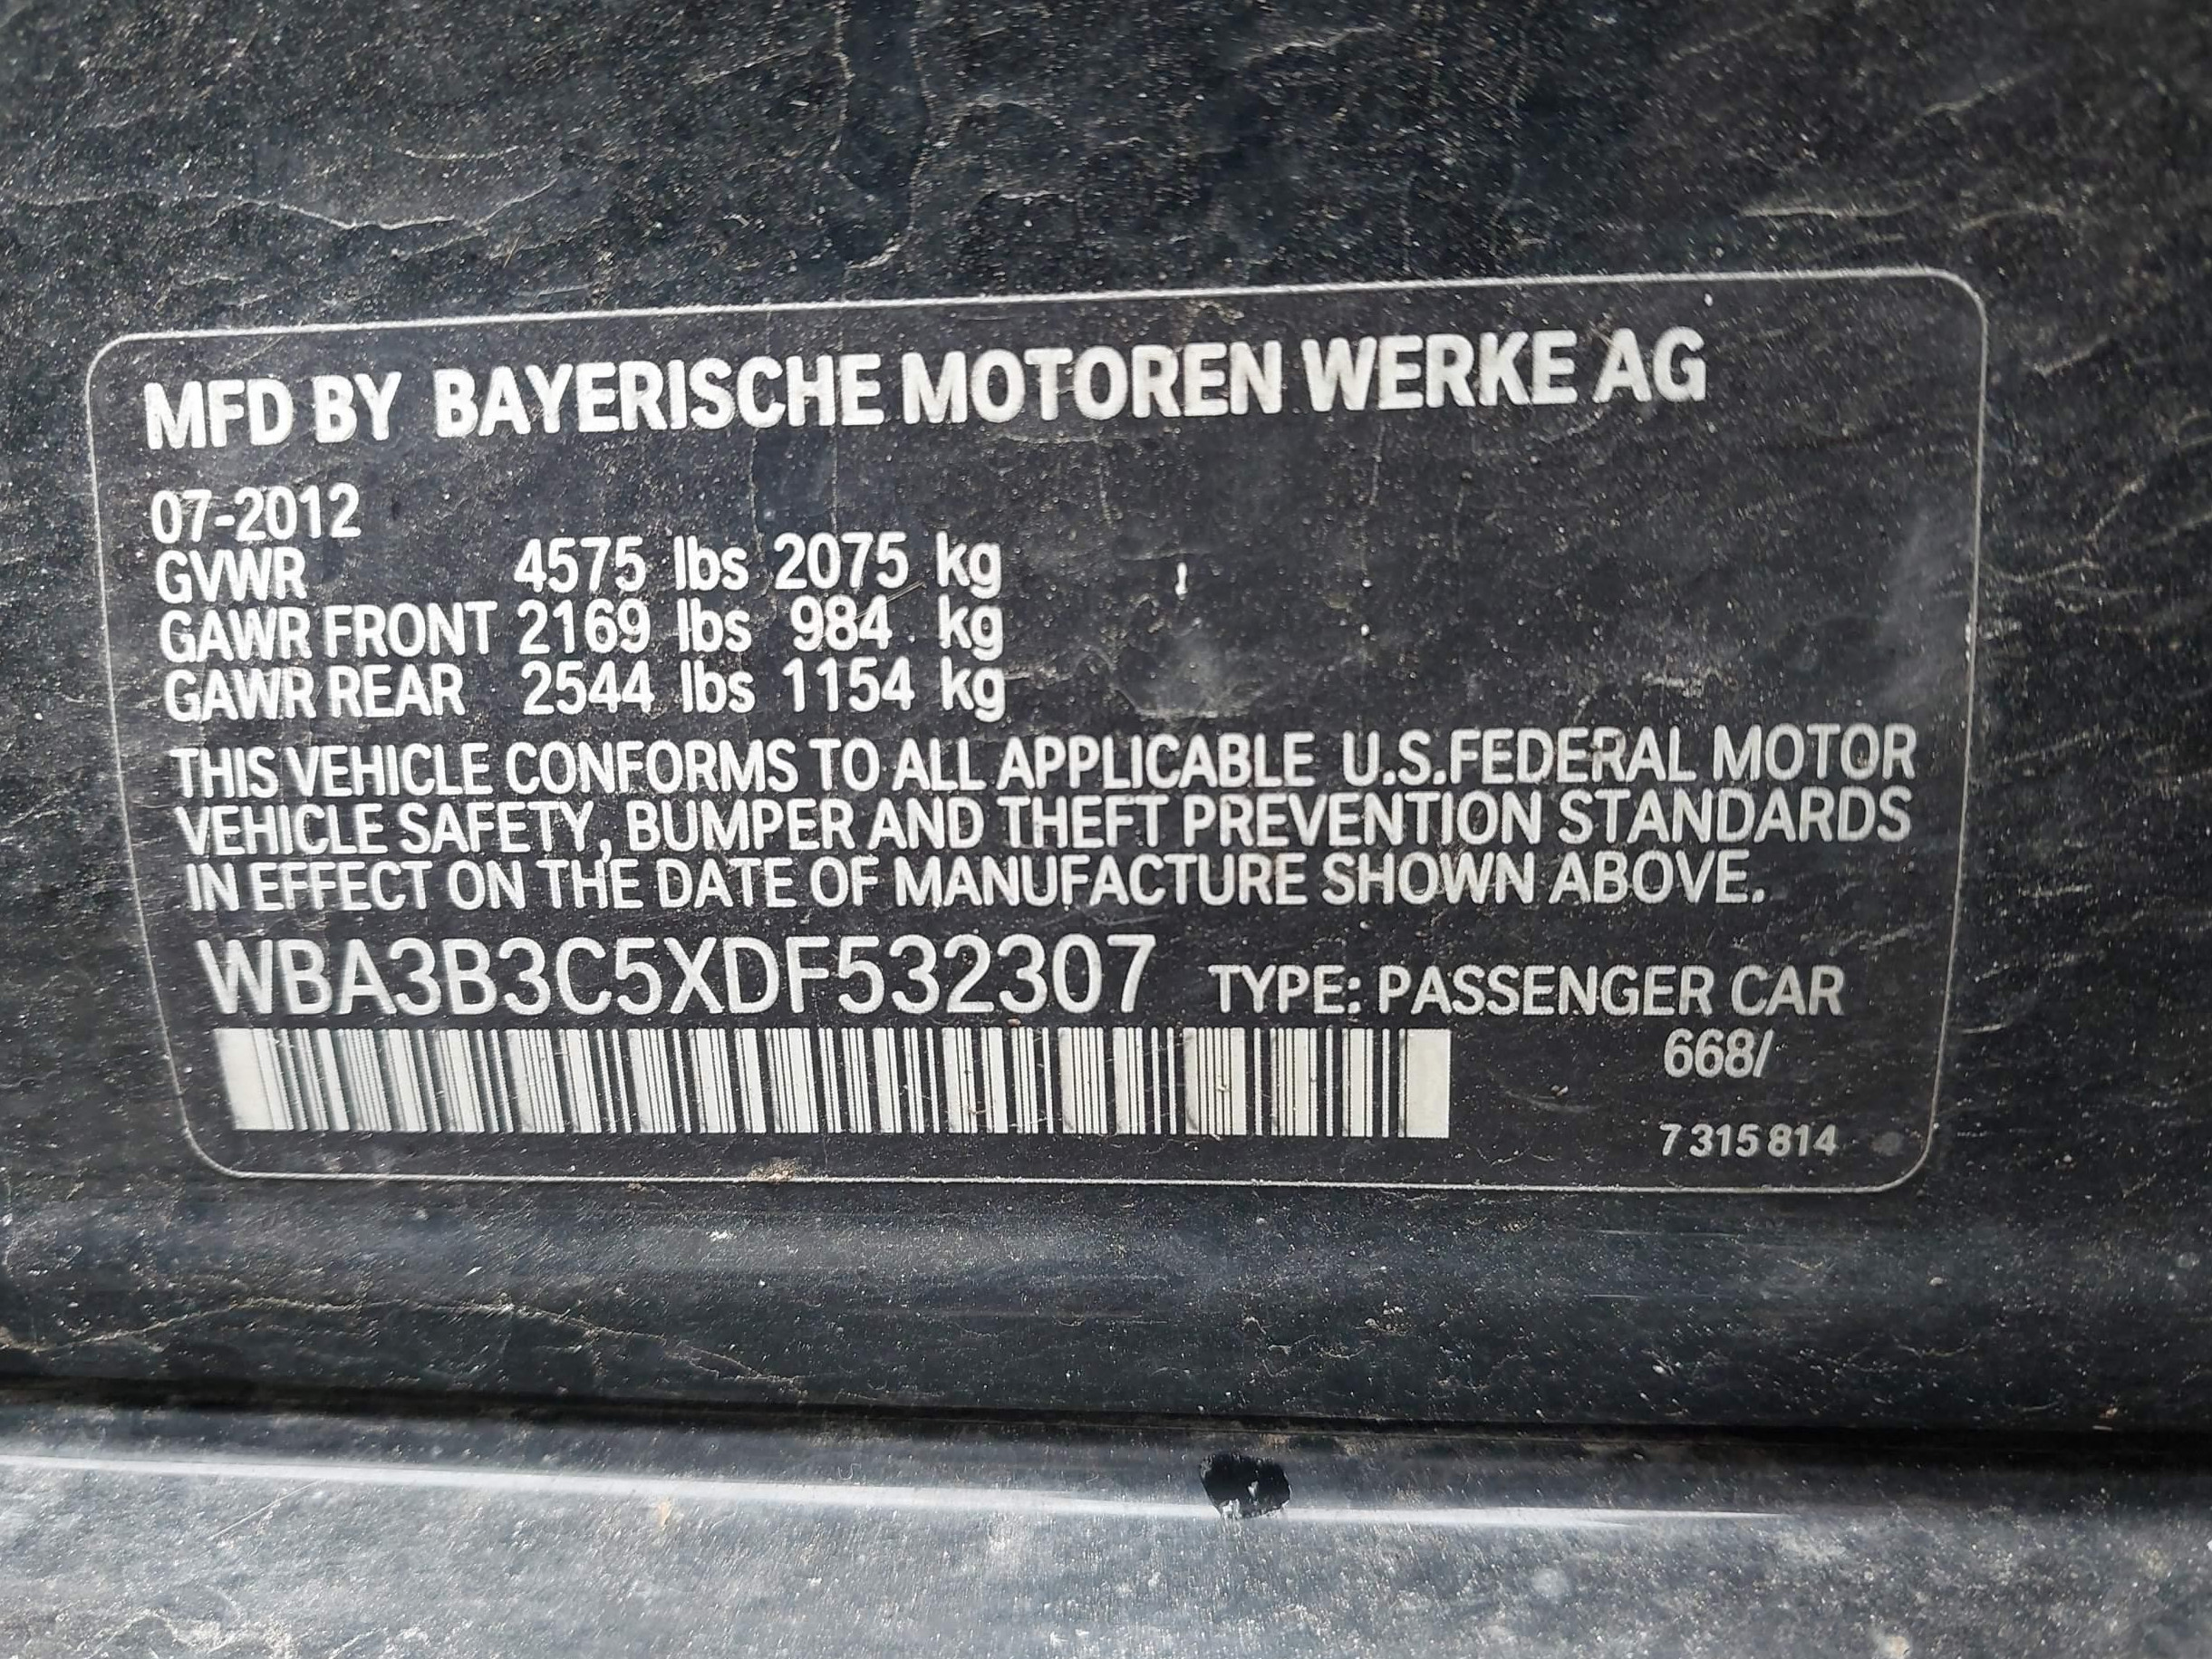 MFD BY BAYERISCHE MOTOREN WERKE AG
07-2012
GVWR 4575 lbs 2075 kg
GAWR FRONT 2169 lbs 984 kg
GAWR REAR 2544 lbs 1154 kg
THIS VEHICLE CONFORMS TO ALL APPLICABLE U.S.FEDERAL MOTOR
VEHICLE SAFETY, BUMPER AND THEFT PREVENTION STANDARDS
IN EFFECT ON THE DATE OF MANUFACTURE SHOWN ABOVE.
WBA3B3C5XDF532307 TYPE: PASSENGER CAR
668/
7 315 814